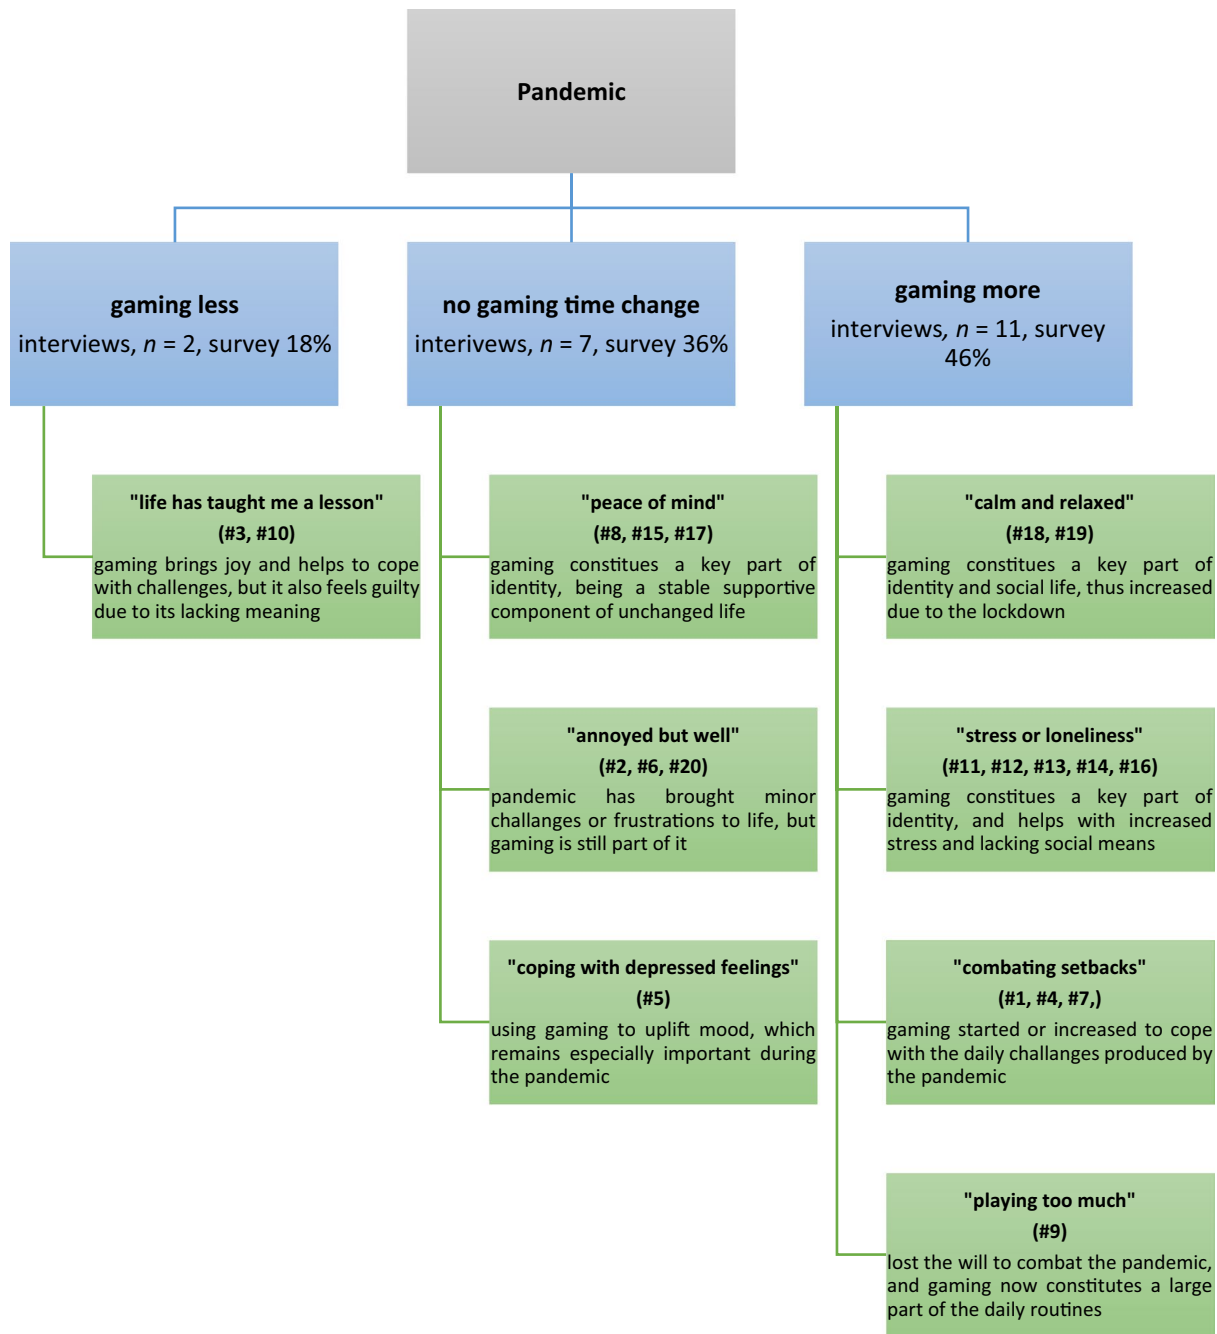 Pandemic
gaming less
interviews, n = 2, survey 18%
no gaming time change
interivews, n = 7, survey 36%
gaming more
interviews, n = 11, survey
46%
"life has taught me a lesson"
(#3, #10)
gaming brings joy and helps to cope
with challenges, but it also feels guilty
due to its lacking meaning
"peace of mind"
(#8, #15, #17)
gaming constitues a key part of
identity, being a stable supportive
component of unchanged life
"annoyed but well"
(#2, #6, #20)
pandemic has brought minor
challanges or frustrations to life, but
gaming is still part of it
"coping with depressed feelings"
(#5)
using gaming to uplift mood, which
remains especially important during
the pandemic
"calm and relaxed"
(#18, #19)
gaming constitues a key part of
identity and social life, thus increased
due to the lockdown
"stress or loneliness"
(#11, #12, #13, #14, #16)
gaming constitues a key part of
identity, and helps with increased
stress and lacking social means
"combating setbacks"
(#1, #4, #7,)
gaming started or increased to cope
with the daily challanges produced by
the pandemic
"playing too much"
(#9)
lost the will to combat the pandemic,
and gaming now constitutes a large
part of the daily routines